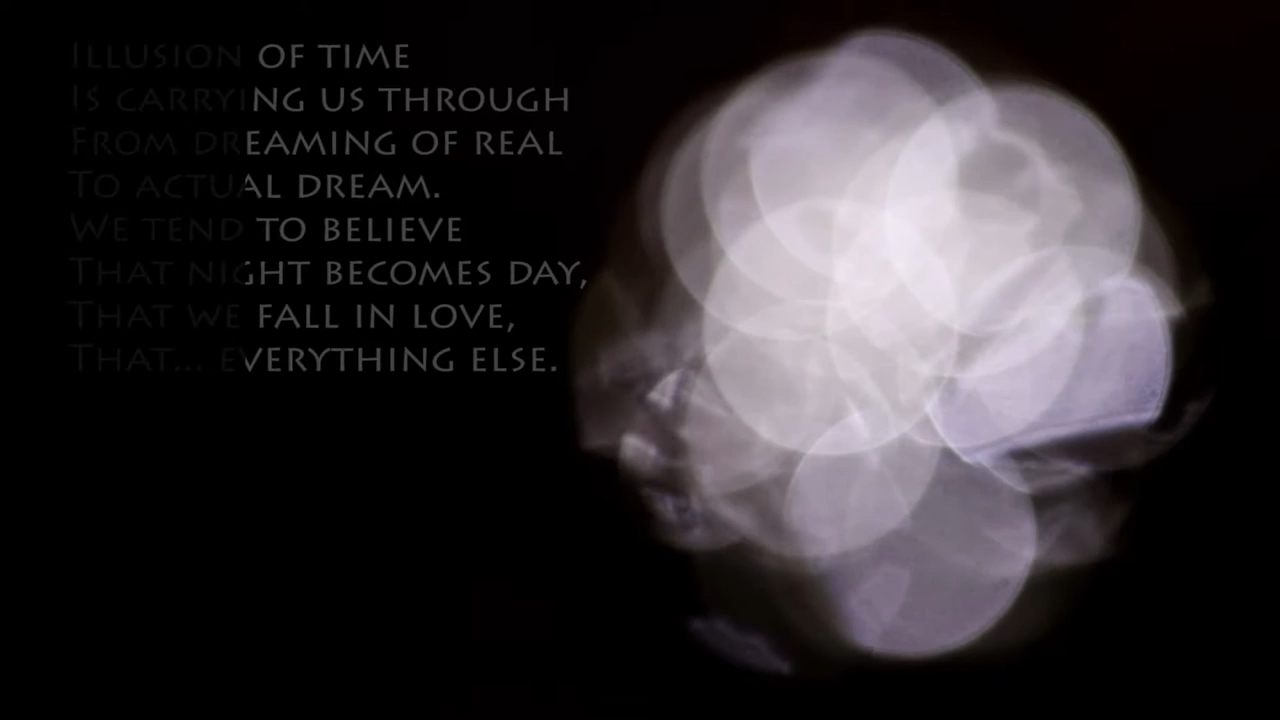 Illusion of time
Is carrying us through
From dreaming of real
To actual dream.
We tend to believe
That night becomes day,
That we fall in love,
That... everything else.